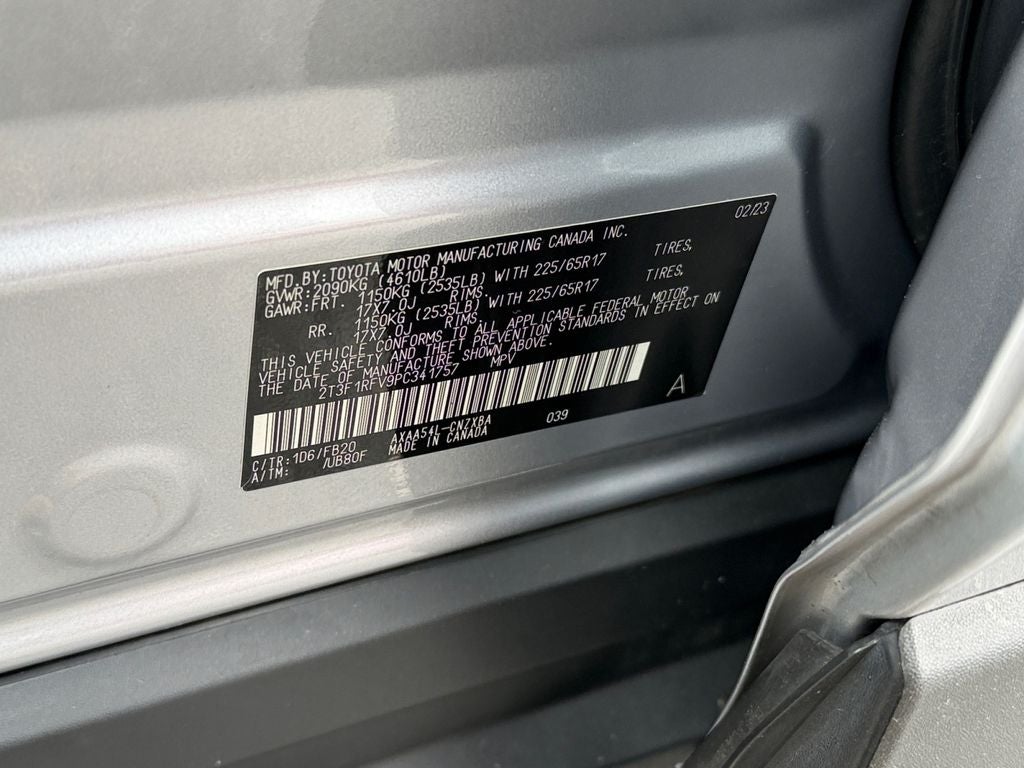 02/23
MFD.BY:TOYOTA MOTOR MANUFACTURING CANADA INC.
GVWR:2090KG (4610LB)
GAWR:FRT. 1150KG (2535LB) WITH 225/65R17 TIRES,
17X7.0J RIMS.
RR. 1150KG (2535LB) WITH 225/65R17 TIRES,
17X7.0J RIMS.
THIS VEHICLE CONFORMS TO ALL APPLICABLE FEDERAL MOTOR
VEHICLE SAFETY AND THEFT PREVENTION STANDARDS IN EFFECT ON
THE DATE OF MANUFACTURE SHOWN ABOVE.
2T3F1RFV9PC341757 MPV
A
C/TR:1D6/FB20 AXAA54L-CNZXBA 039
A/TM: /UB80F MADE IN CANADA